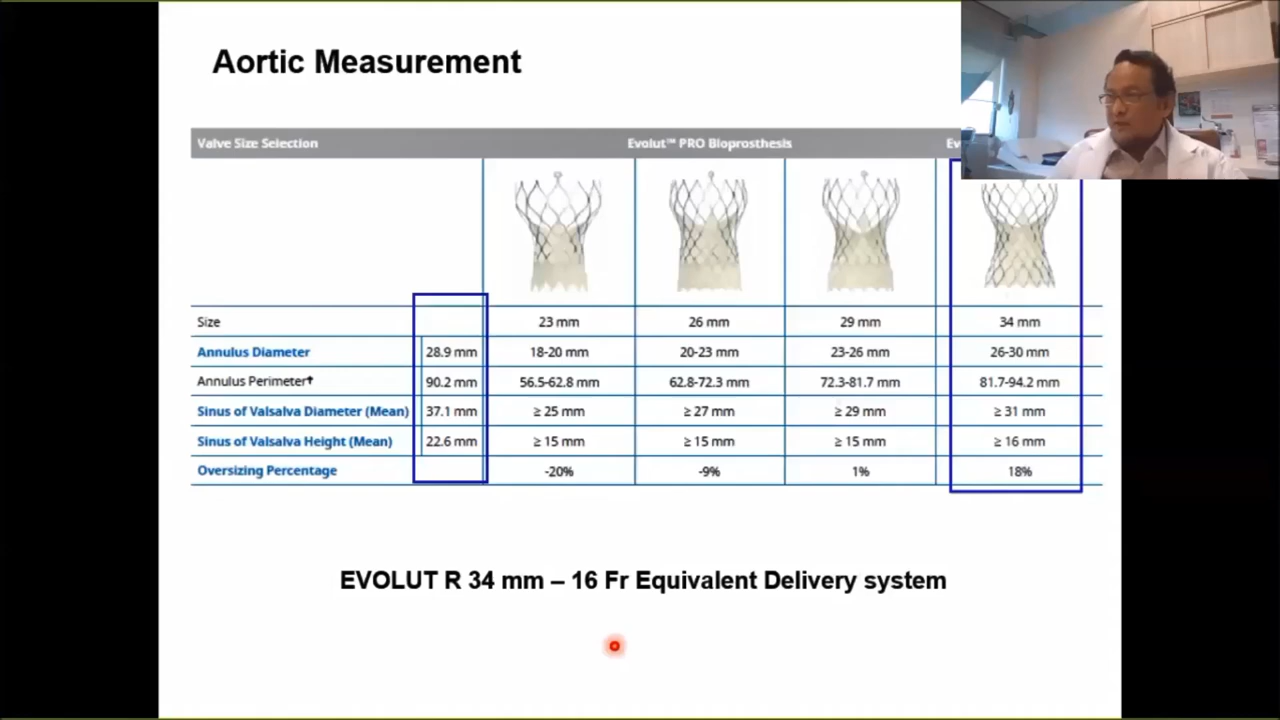 Aortic Measurement
Valve Size Selection Evolut™ PRO Bioprosthesis
Size 23 mm 26 mm 29 mm 34 mm
Annulus Diameter 28.9 mm 18-20 mm 20-23 mm 23-26 mm 26-30 mm
Annulus Perimeter✝ 90.2 mm 56.5-62.8 mm 62.8-72.3 mm 72.3-81.7 mm 81.7-94.2 mm
Sinus of Valsalva Diameter (Mean) 37.1 mm ≥ 25 mm ≥ 27 mm ≥ 29 mm ≥ 31 mm
Sinus of Valsalva Height (Mean) 22.6 mm ≥ 15 mm ≥ 15 mm ≥ 15 mm ≥ 16 mm
Oversizing Percentage -20% -9% 1% 18%
EVOLUT R 34 mm – 16 Fr Equivalent Delivery system